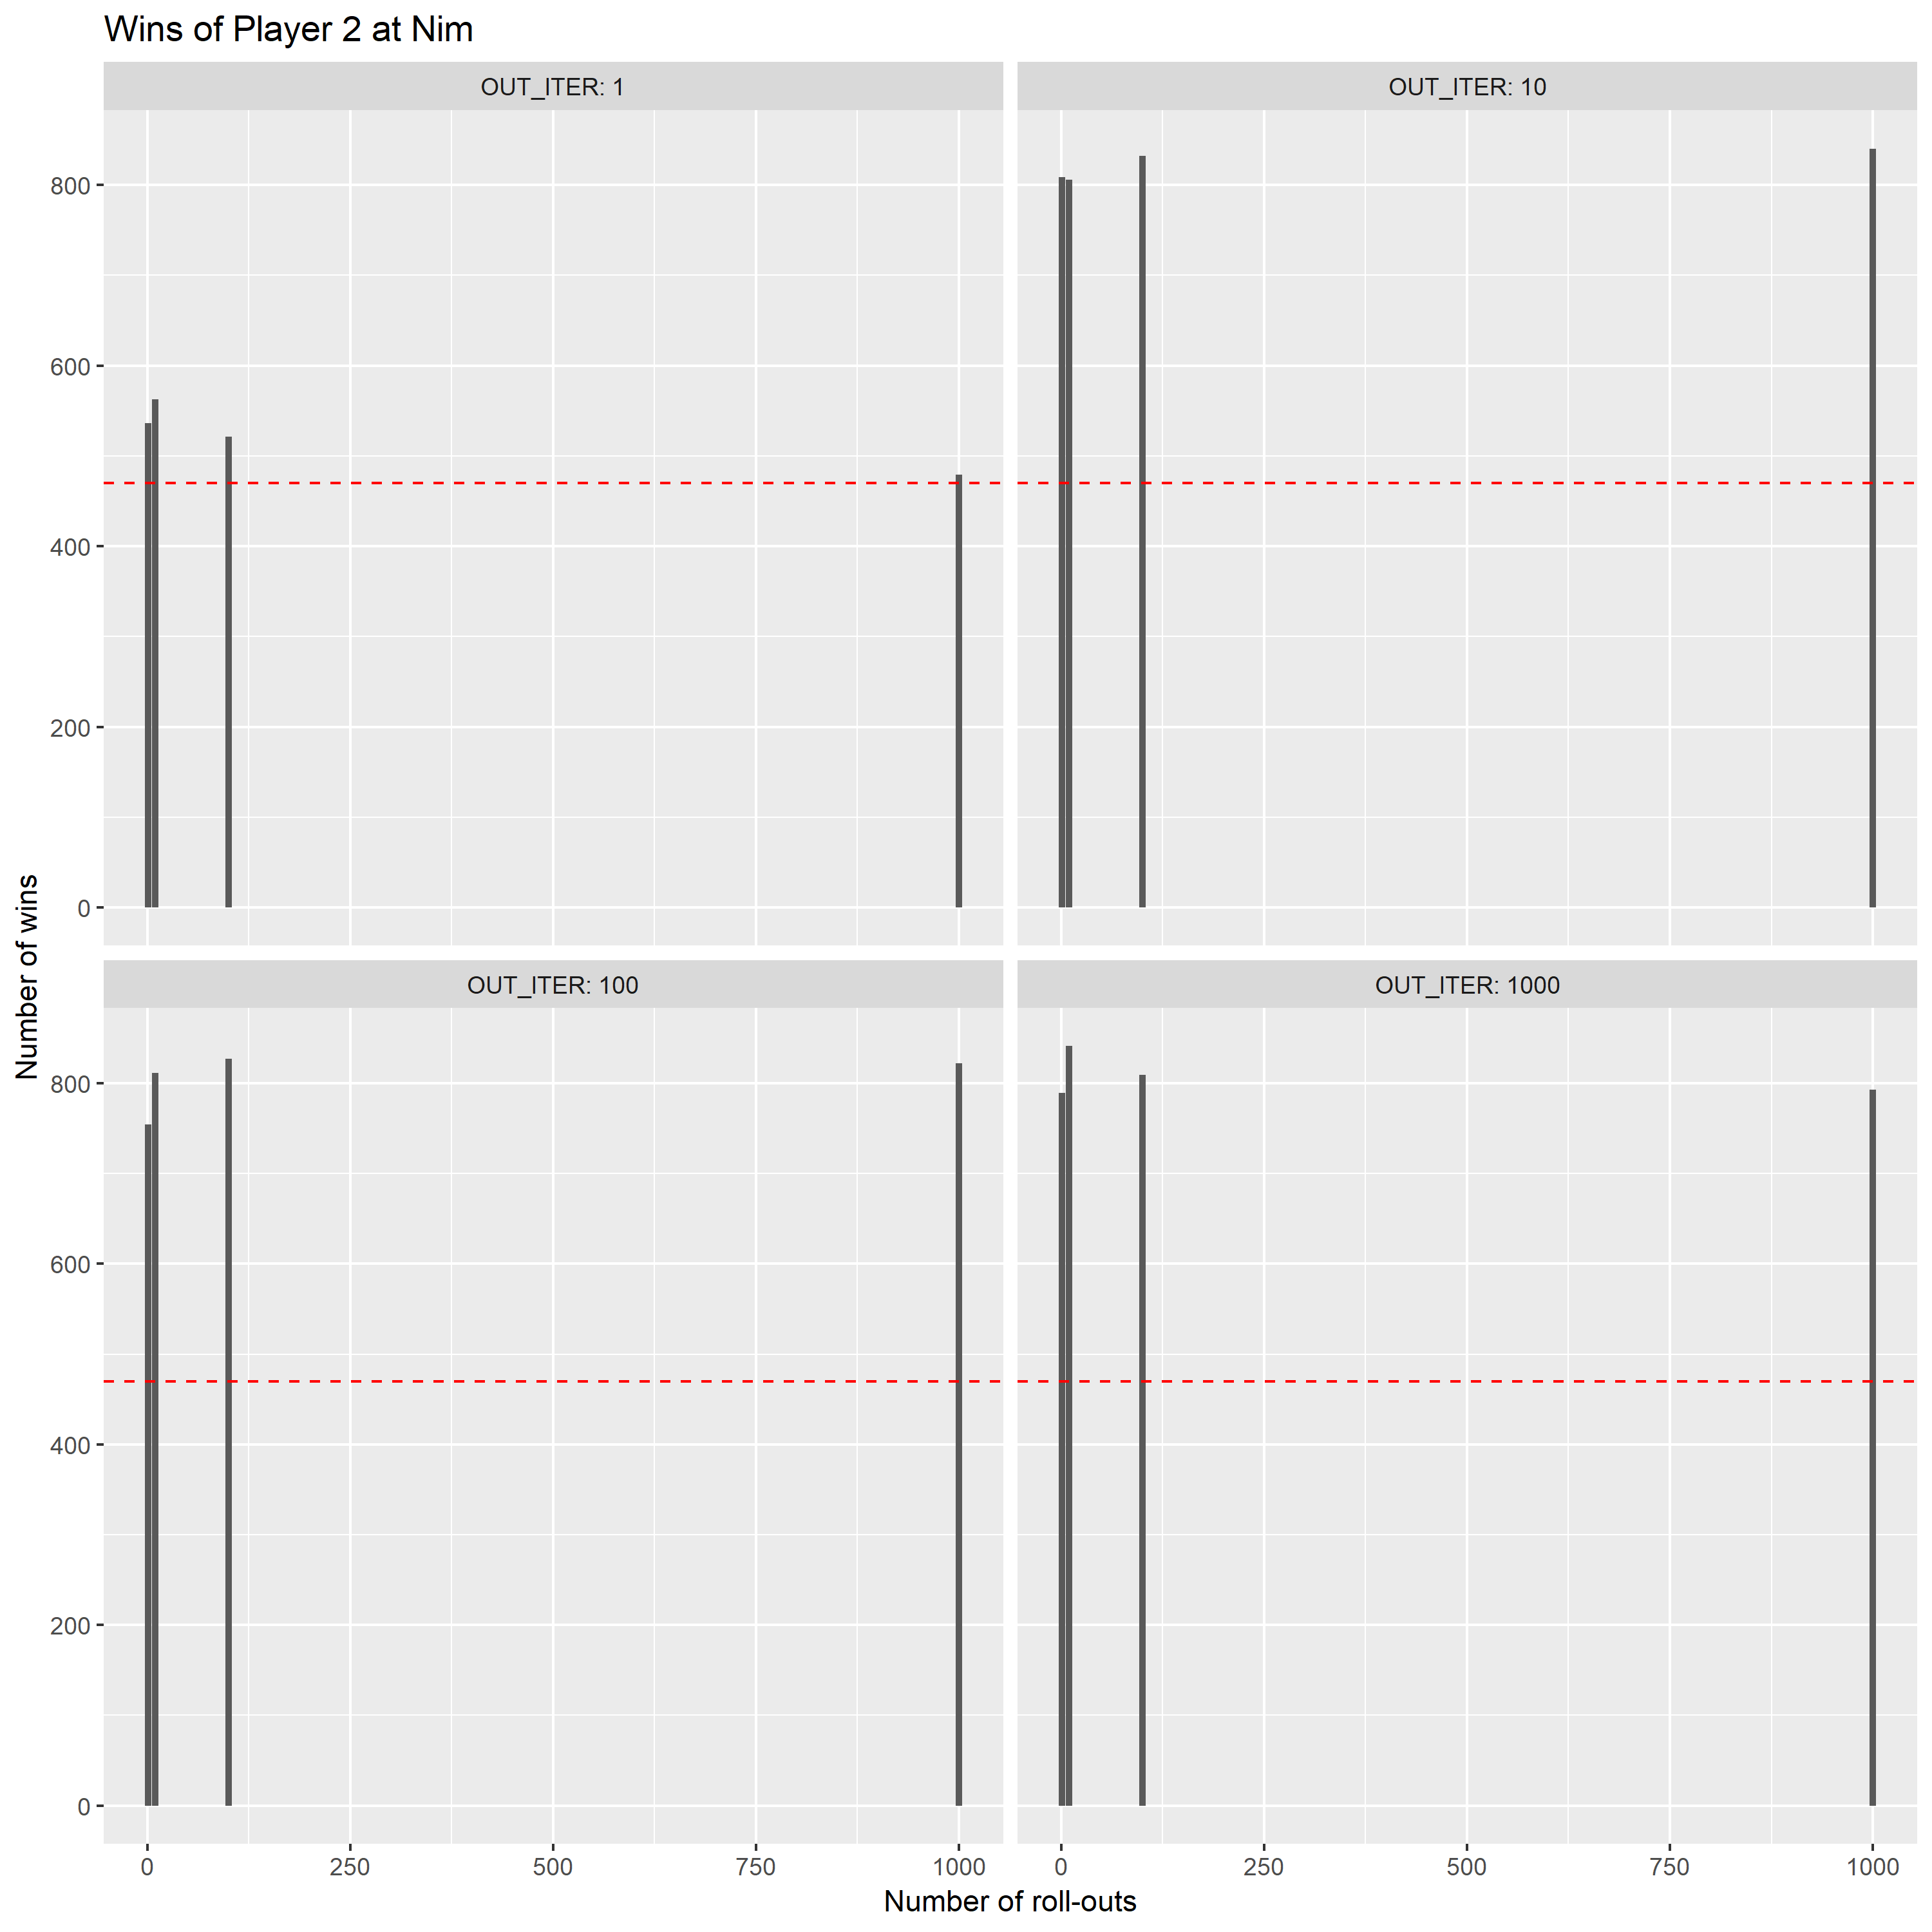 Wins of Player 2 at Nim
OUT_ITER: 1
OUT_ITER: 10
800
600
400
200
0
Number of wins
OUT_ITER: 100
OUT_ITER: 1000
800
600
400
200
0
0 250 500 750 1000 0 250 500 750 1000
Number of roll-outs